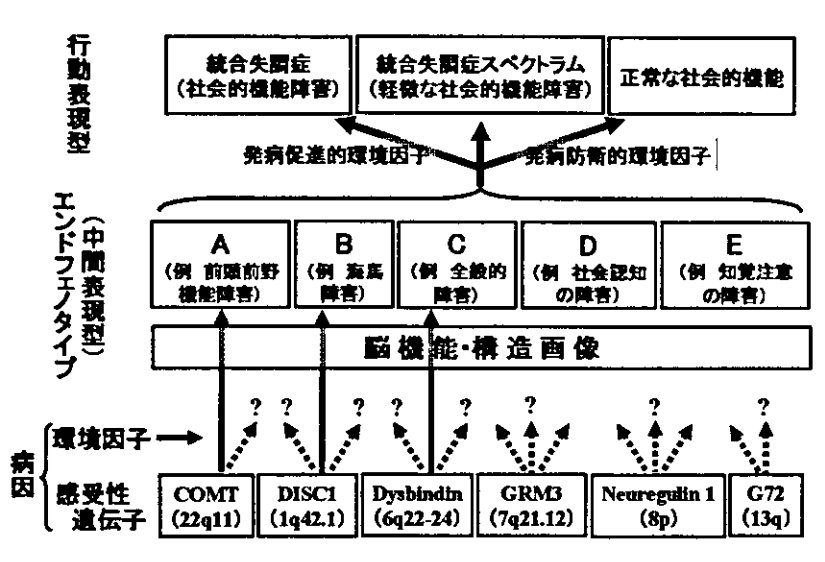 行動表現型
統合失調症
(社会的機能障害)
統合失調症スペクトラム
(軽微な社会的機能障害)
正常な社会的機能
発病促進的環境因子
発病防衛的環境因子
エンドフェノタイプ
(中間表現型)
A
(例 前頭前野
機能障害)
B
(例 海馬
障害)
C
(例 全般的
障害)
D
(例 社会認知
の障害)
E
(例 知覚注意
の障害)
脳機能・構造画像
? ? ? ? ? ? ? ?
病因
環境因子
感受性
遺伝子
COMT
(22q11)
DISC1
(1q42.1)
Dysbindin
(6q22-24)
GRM3
(7q21.12)
Neuregulin 1
(8p)
G72
(13q)